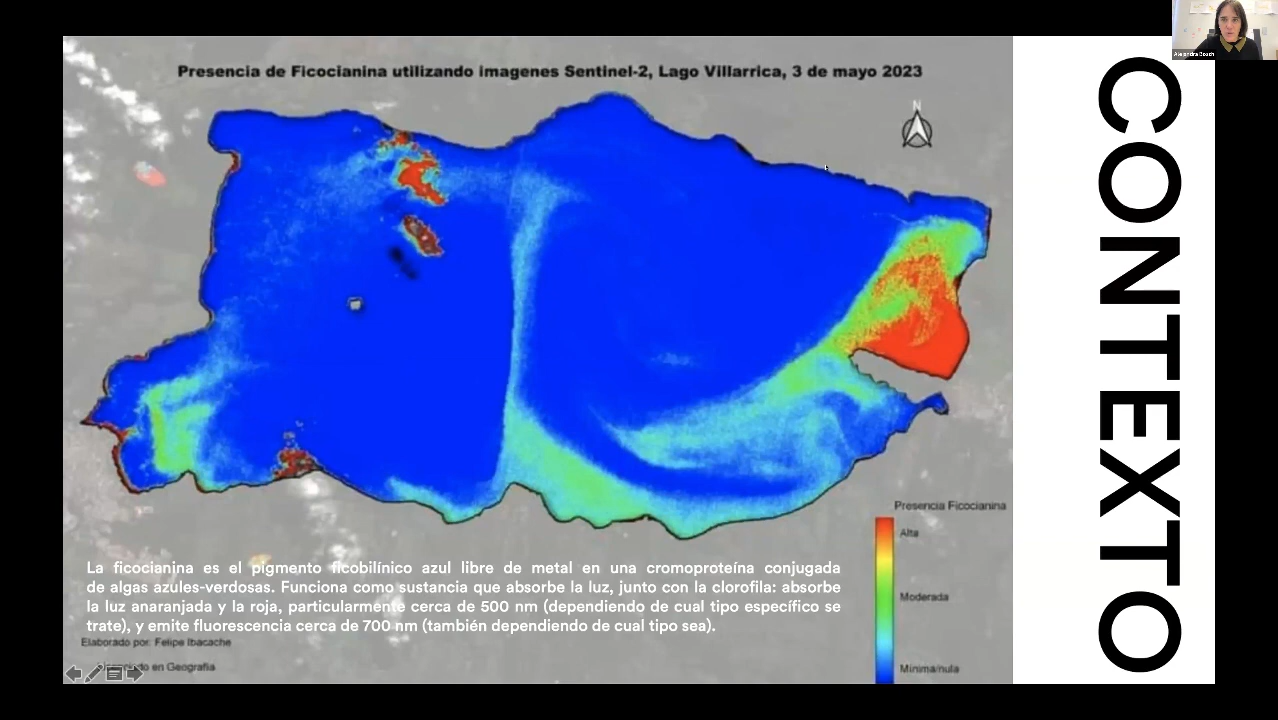 Presencia de Ficocianina utilizando imagenes Sentinel-2, Lago Villarrica, 3 de mayo 2023
N
Alejandra Bosch
CONTEXTO
Presencia Ficocianina
Alta
Moderada
Minima/nula
La ficocianina es el pigmento ficobilínico azul libre de metal en una cromoproteína conjugada
de algas azules-verdosas. Funciona como sustancia que absorbe la luz, junto con la clorofila: absorbe
la luz anaranjada y la roja, particularmente cerca de 500 nm (dependiendo de cual tipo específico se
trate), y emite fluorescencia cerca de 700 nm (también dependiendo de cual tipo sea).
Elaborado por: Felipe Ibacache
en Geografia